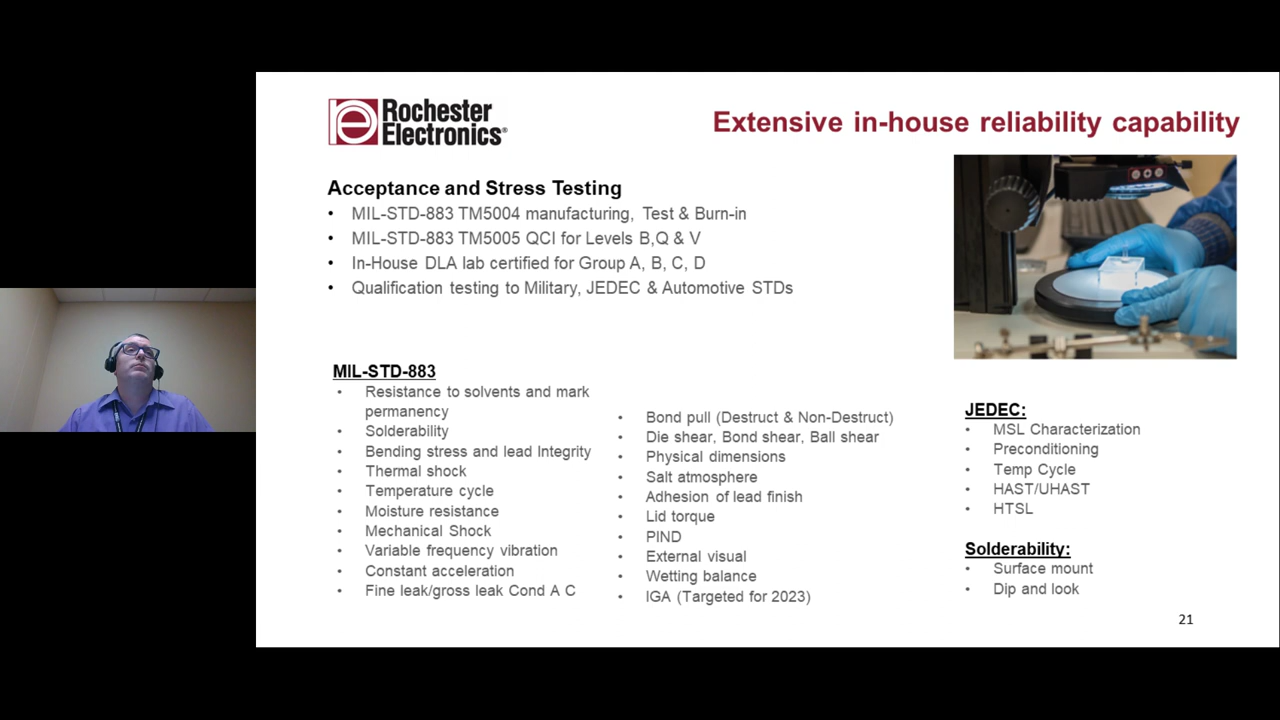 Rochester
Electronics®
Extensive in-house reliability capability
Acceptance and Stress Testing
• MIL-STD-883 TM5004 manufacturing, Test & Burn-in
• MIL-STD-883 TM5005 QCI for Levels B,Q & V
• In-House DLA lab certified for Group A, B, C, D
• Qualification testing to Military, JEDEC & Automotive STDs
MIL-STD-883
• Resistance to solvents and mark
permanency
• Solderability
• Bending stress and lead Integrity
• Thermal shock
• Temperature cycle
• Moisture resistance
• Mechanical Shock
• Variable frequency vibration
• Constant acceleration
• Fine leak/gross leak Cond A C
• Bond pull (Destruct & Non-Destruct)
• Die shear, Bond shear, Ball shear
• Physical dimensions
• Salt atmosphere
• Adhesion of lead finish
• Lid torque
• PIND
• External visual
• Wetting balance
• IGA (Targeted for 2023)
JEDEC:
• MSL Characterization
• Preconditioning
• Temp Cycle
• HAST/UHAST
• HTSL
Solderability:
• Surface mount
• Dip and look
21